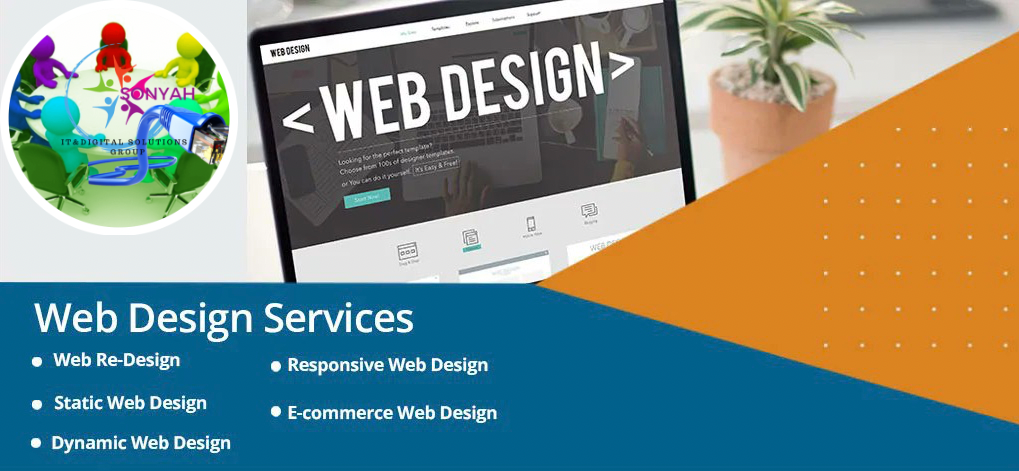 SONYAH
IT&DIGITAL SOLUTIONS
GROUP
WEB DESIGN
Templates
Support
<WEB DESIGN>
Looking for the perfect template?
Choose from 100s of designer templates.
or You can do it yourself. It's Easy & Free!
Start Now
Web Design Services
Web Re-Design
Static Web Design
Dynamic Web Design
Responsive Web Design
E-commerce Web Design